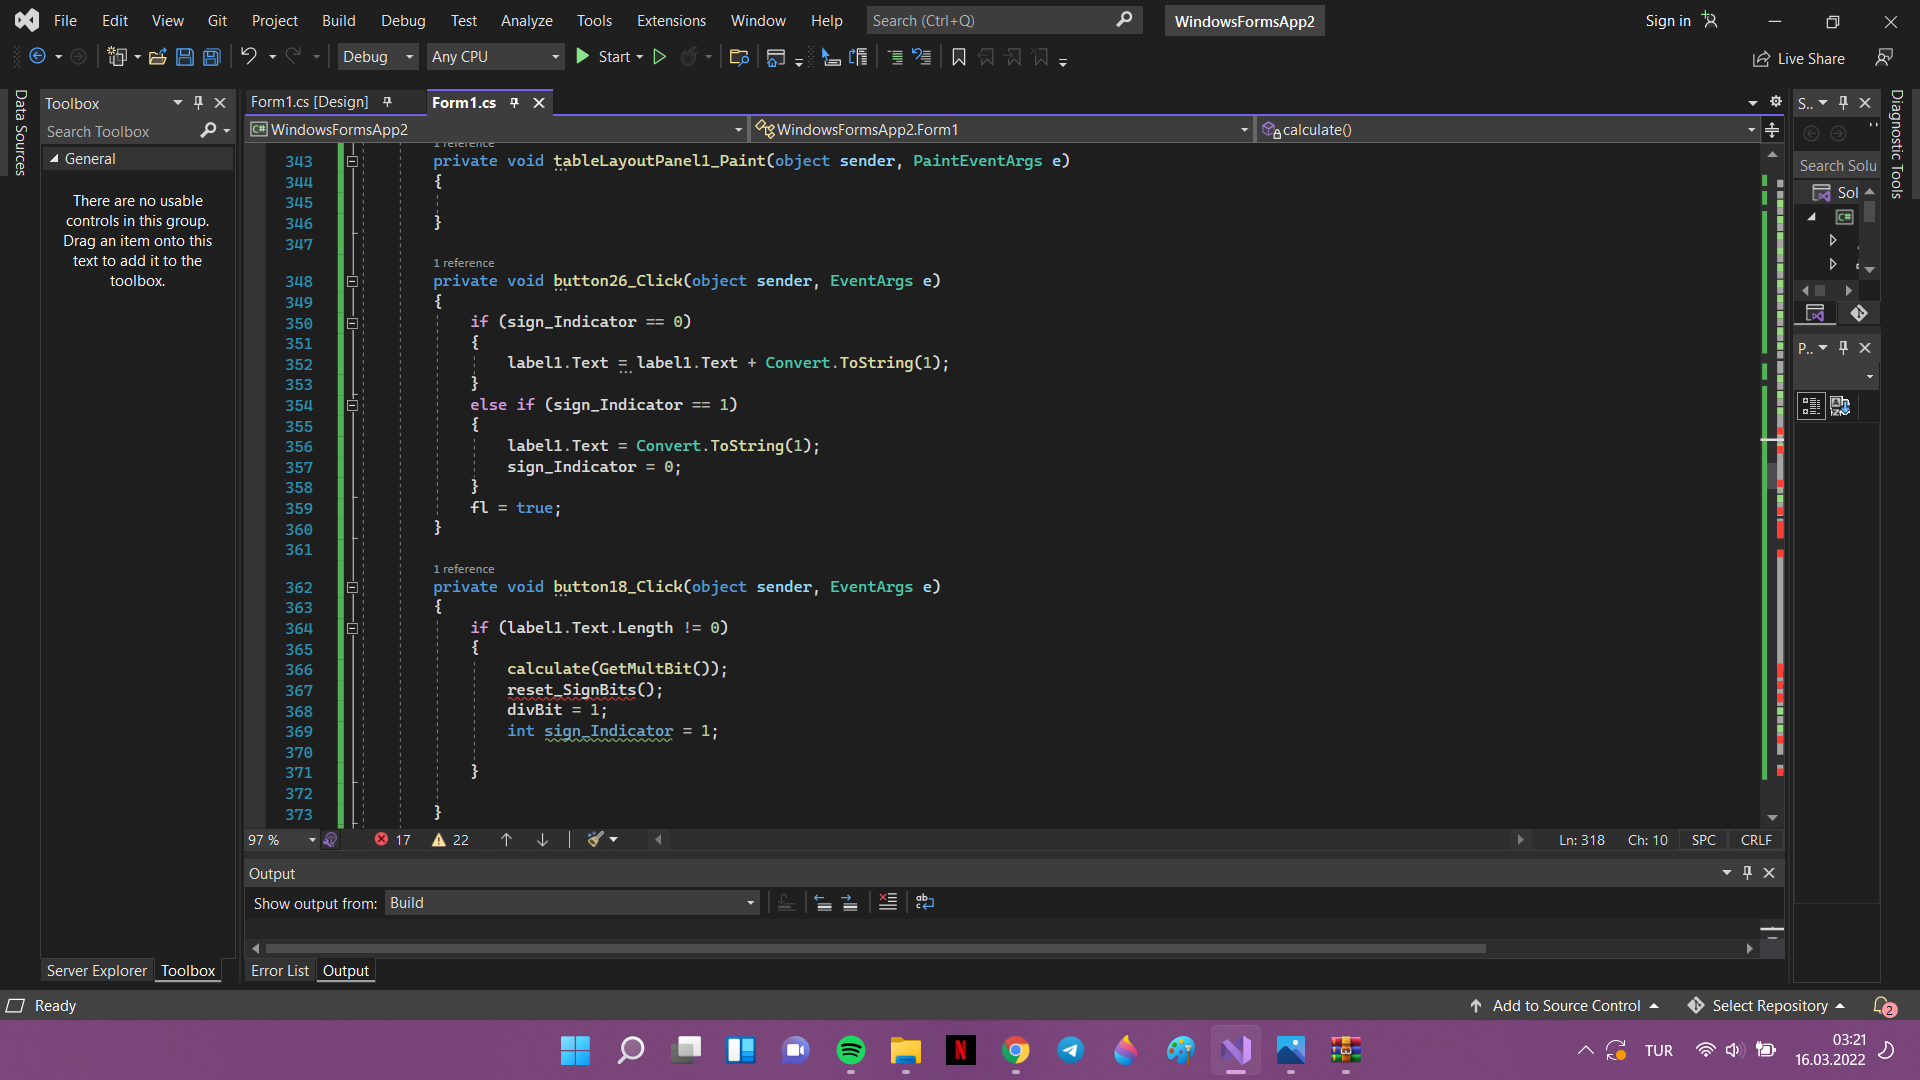 File Edit View Git Project Build Debug Test Analyze Tools Extensions Window Help Search (Ctrl+Q) WindowsFormsApp2 Sign in
Debug Any CPU Start Live Share
Data Sources
Toolbox
Search Toolbox
General
There are no usable
controls in this group.
Drag an item onto this
text to add it to the
toolbox.
Form1.cs [Design] Form1.cs
WindowsFormsApp2 WindowsFormsApp2.Form1 calculate()
1 reference
343 private void tableLayoutPanel1_Paint(object sender, PaintEventArgs e)
344 {
345
346 }
347
1 reference
348 private void button26_Click(object sender, EventArgs e)
349 {
350 if (sign_Indicator == 0)
351 {
352 label1.Text = label1.Text + Convert.ToString(1);
353 }
354 else if (sign_Indicator == 1)
355 {
356 label1.Text = Convert.ToString(1);
357 sign_Indicator = 0;
358 }
359 fl = true;
360 }
361
1 reference
362 private void button18_Click(object sender, EventArgs e)
363 {
364 if (label1.Text.Length != 0)
365 {
366 calculate(GetMultBit());
367 reset_SignBits();
368 divBit = 1;
369 int sign_Indicator = 1;
370
371 }
372
373 }
97 % 17 22 Ln: 318 Ch: 10 SPC CRLF
Output
Show output from: Build
Server Explorer Toolbox
Error List Output
S..
Search Solu
Sol
P..
Diagnostic Tools
Ready Add to Source Control Select Repository 2
TUR 03:21
16.03.2022